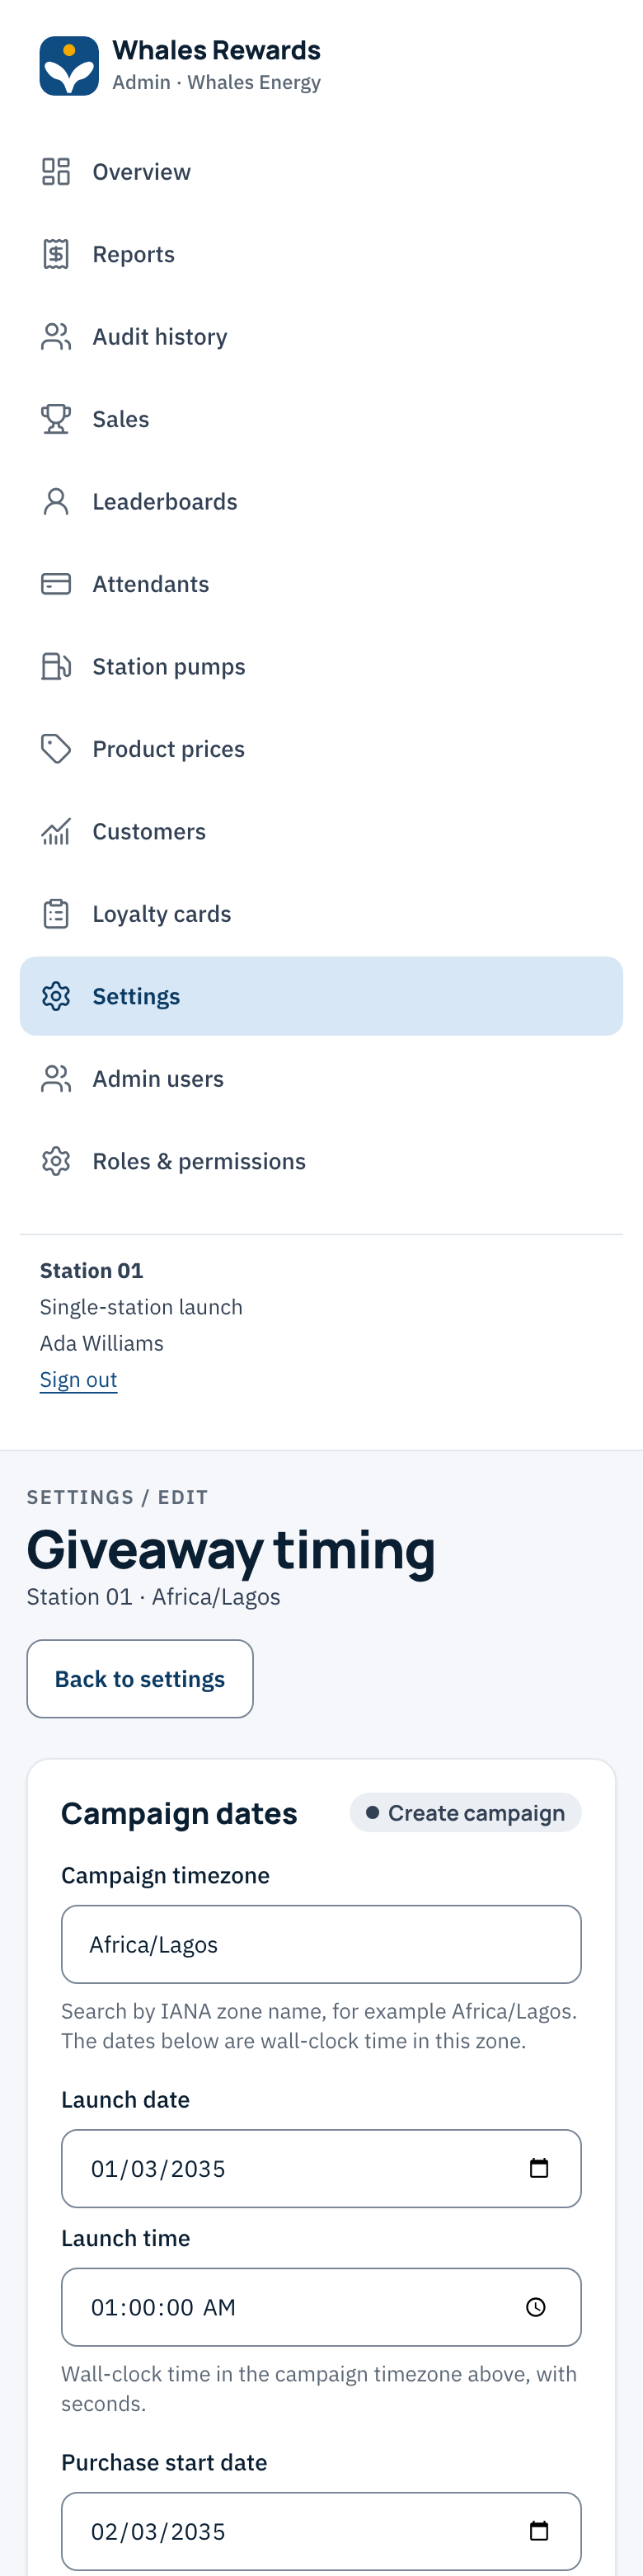 Whales Rewards
Admin · Whales Energy
Overview
Reports
Audit history
Sales
Leaderboards
Attendants
Station pumps
Product prices
Customers
Loyalty cards
Settings
Admin users
Roles & permissions
Station 01
Single-station launch
Ada Williams
Sign out
SETTINGS / EDIT
Giveaway timing
Station 01 · Africa/Lagos
Back to settings
Campaign dates
Create campaign
Campaign timezone
Africa/Lagos
Search by IANA zone name, for example Africa/Lagos.
The dates below are wall-clock time in this zone.
Launch date
01/03/2035
Launch time
01:00:00 AM
Wall-clock time in the campaign timezone above, with
seconds.
Purchase start date
02/03/2035